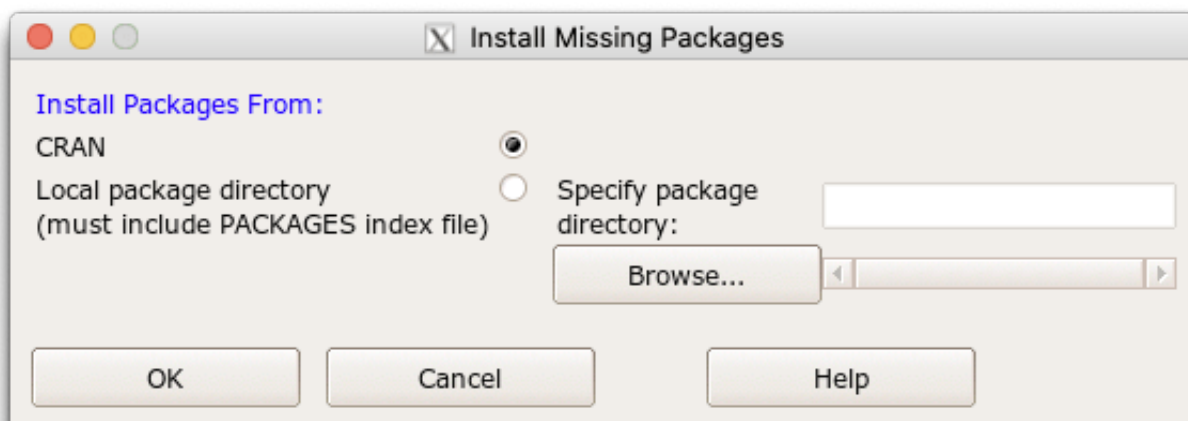 Install Missing Packages
Install Packages From:
CRAN
Local package directory
(must include PACKAGES index file)
Specify package
directory:
Browse...
OK
Cancel
Help